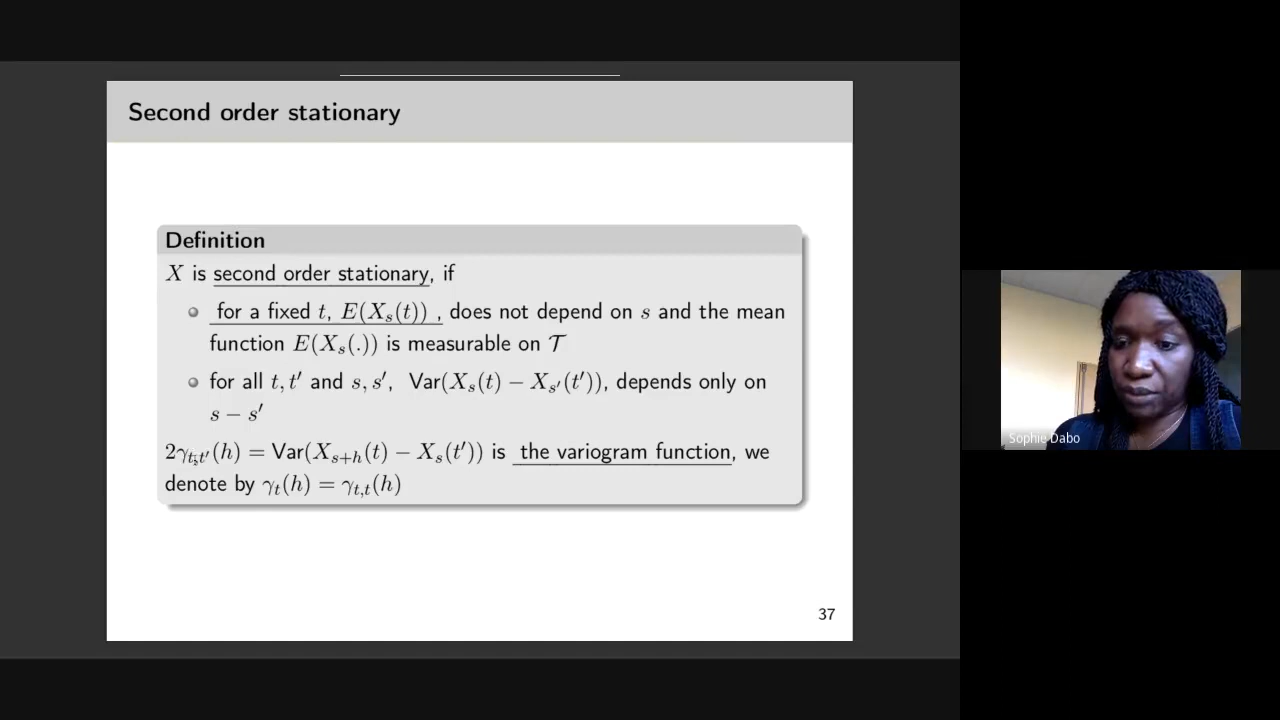 Second order stationary
Definition
X is second order stationary, if
for a fixed t, E(X_s(t)) , does not depend on s and the mean
function E(X_s(.)) is measurable on 𝒯
for all t, t′ and s, s′, Var(X_s(t) − X_{s′}(t′)), depends only on
s − s′
2γ_{t,t′}(h) = Var(X_{s+h}(t) − X_s(t′)) is the variogram function, we
denote by γ_t(h) = γ_{t,t}(h)
37
Sophie Dabo